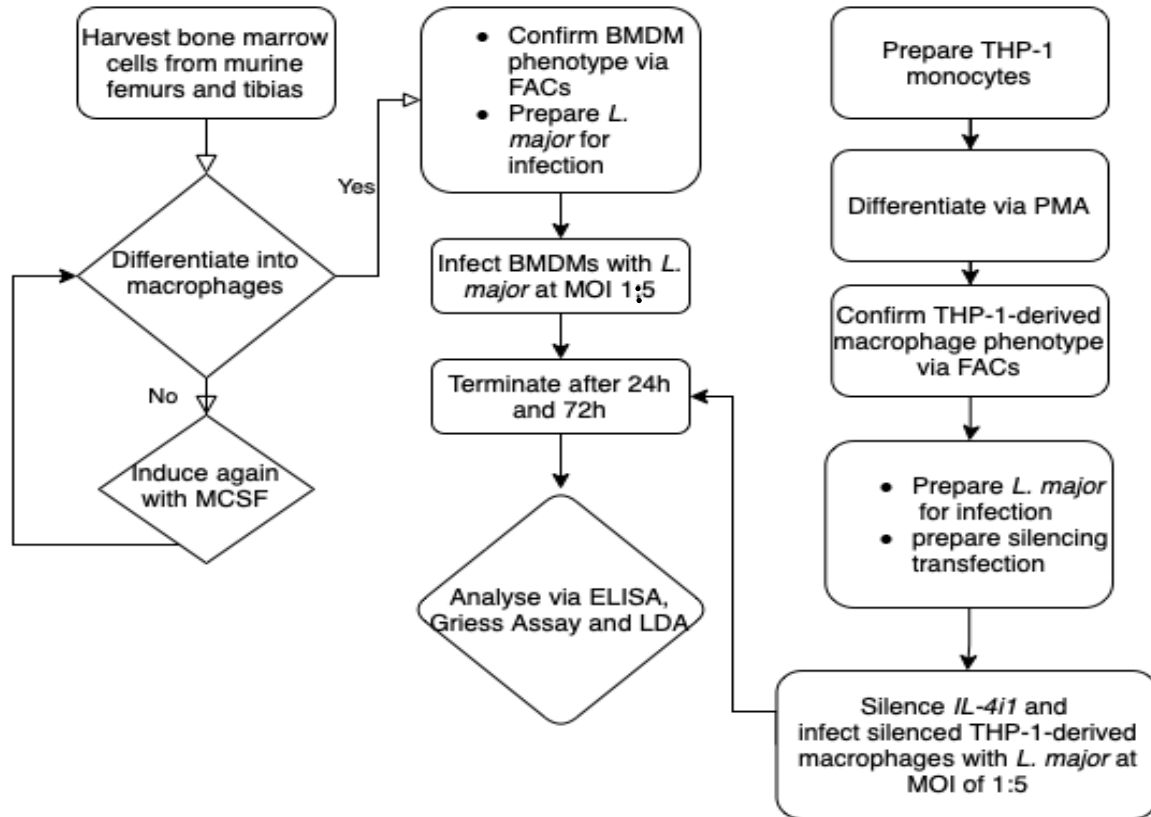 Harvest bone marrow
cells from murine
femurs and tibias
Differentiate into
macrophages
No
Induce again
with MCSF
Yes
● Confirm BMDM
phenotype via
FACs
● Prepare L.
major for
infection
Infect BMDMs with L.
major at MOI 1:5
Terminate after 24h
and 72h
Analyse via ELISA,
Griess Assay and LDA
Prepare THP-1
monocytes
Differentiate via PMA
Confirm THP-1-derived
macrophage phenotype
via FACs
● Prepare L. major
for infection
● prepare silencing
transfection
Silence IL-4i1 and
infect silenced THP-1-derived
macrophages with L. major at
MOI of 1:5